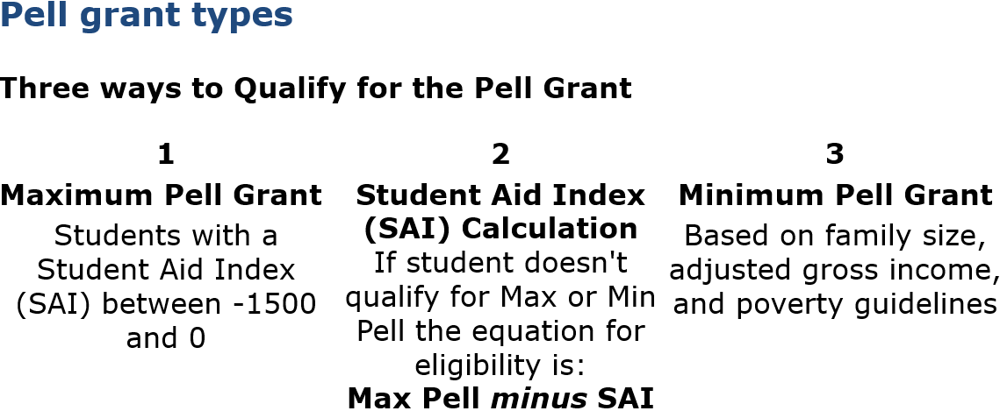 Pell grant types
Three ways to Qualify for the Pell Grant
1
Maximum Pell Grant
Students with a
Student Aid Index
(SAI) between -1500
and 0
2
Student Aid Index
(SAI) Calculation
If student doesn't
qualify for Max or Min
Pell the equation for
eligibility is:
Max Pell minus SAI
3
Minimum Pell Grant
Based on family size,
adjusted gross income,
and poverty guidelines